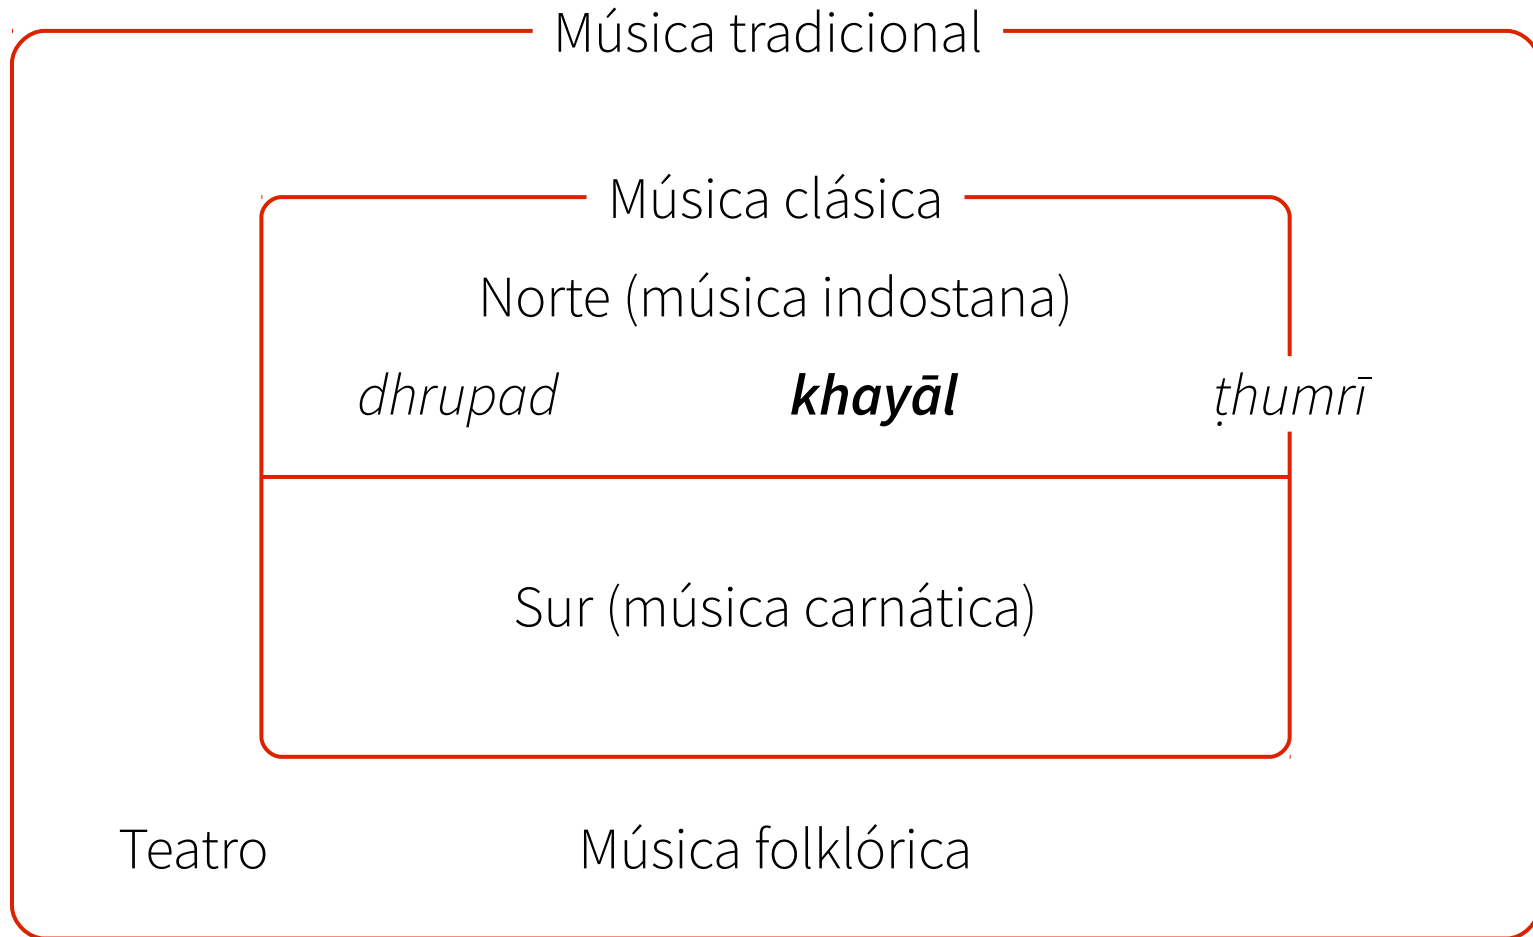 Música tradicional
Música clásica
Norte (música indostana)
dhrupad khayāl ṭhumrī
Sur (música carnática)
Teatro Música folklórica